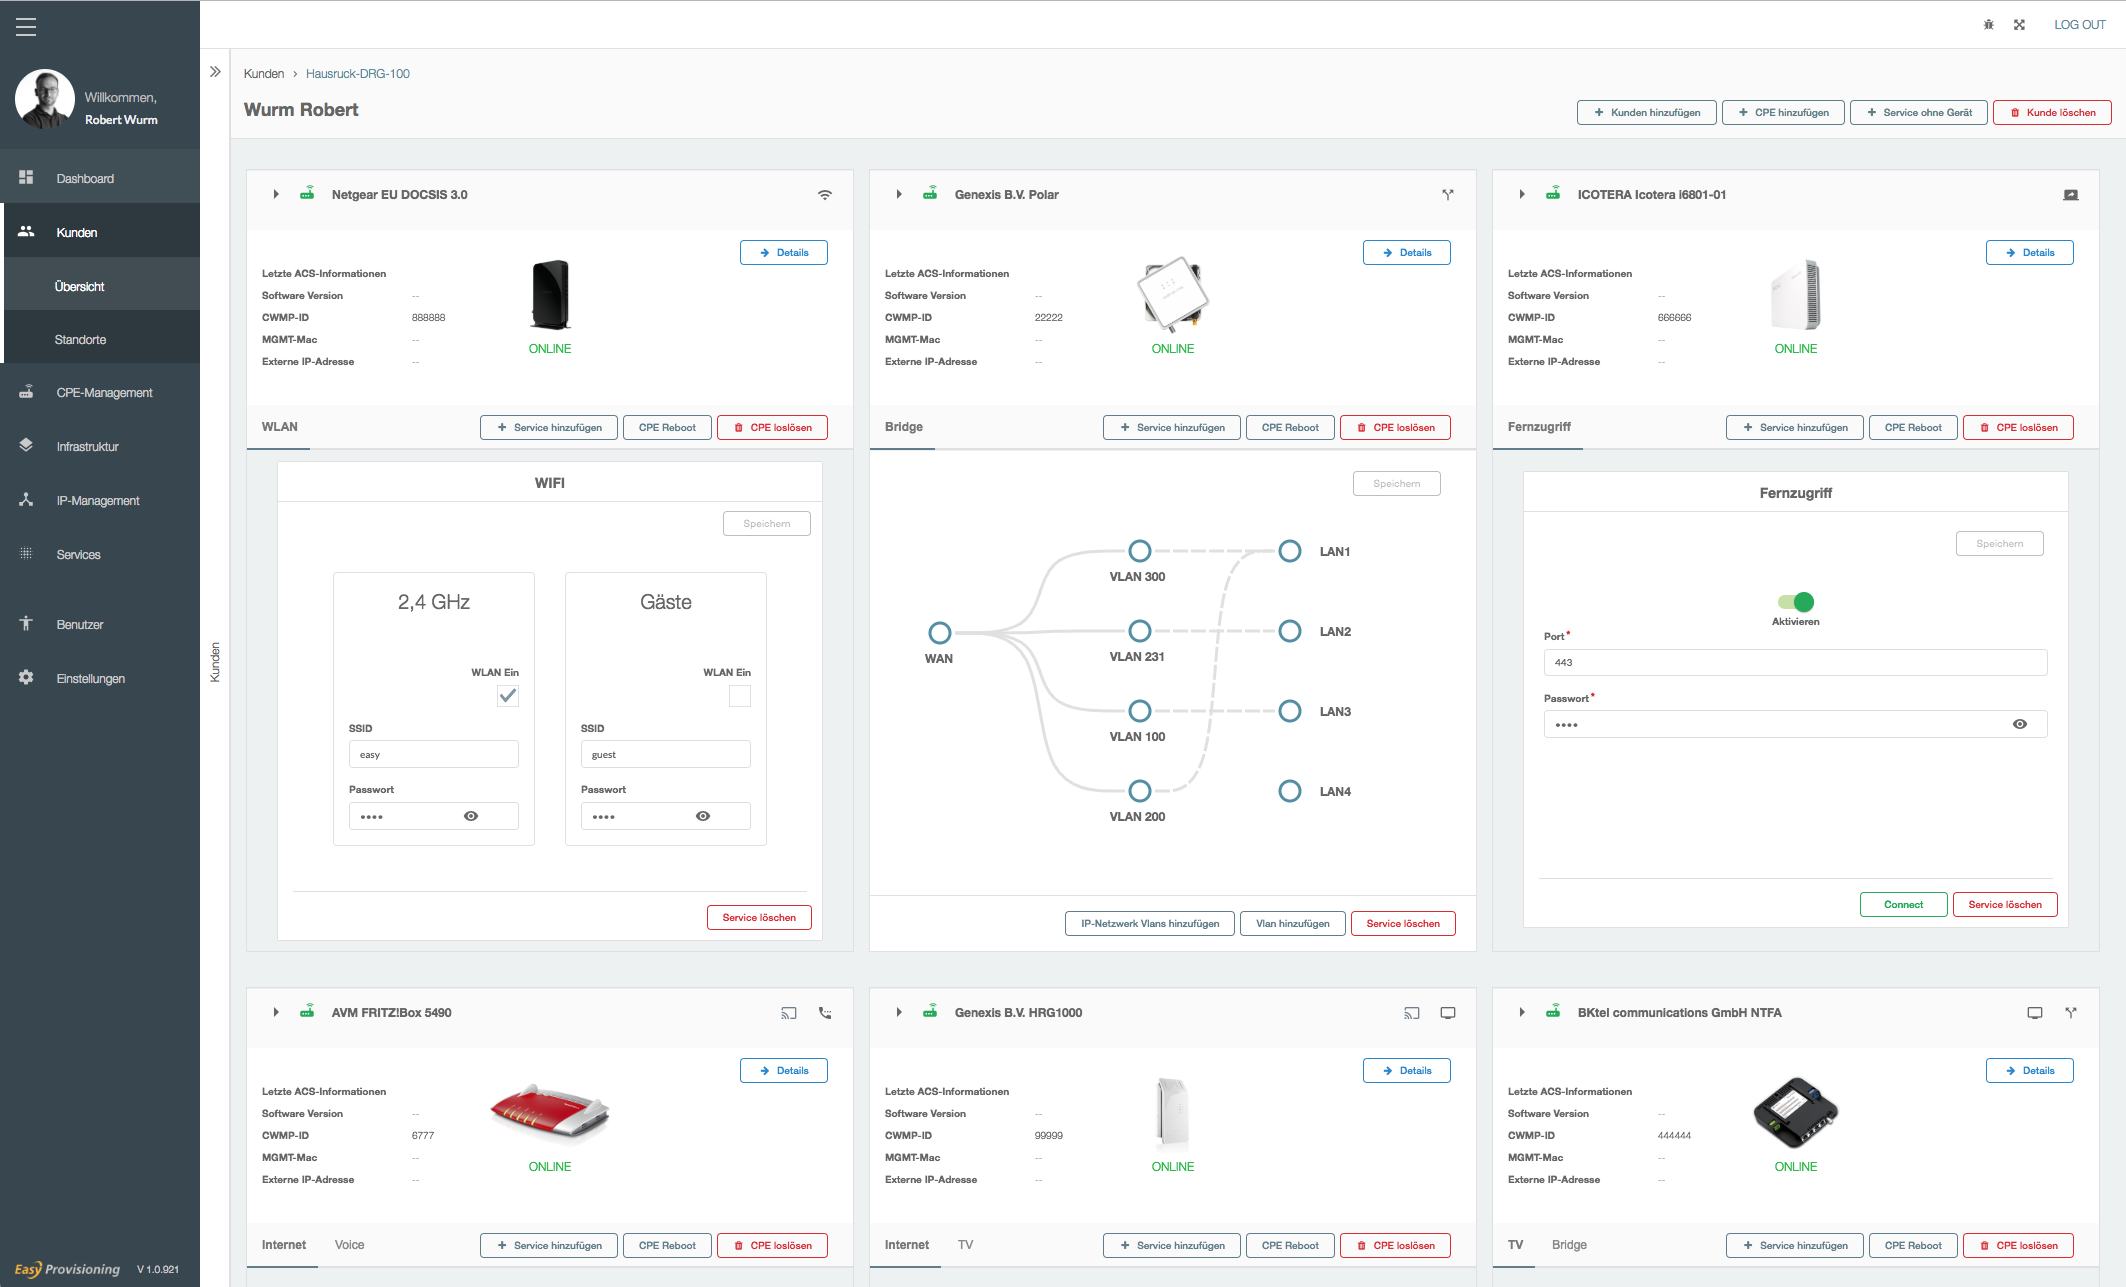 LOG OUT
Willkommen,
Robert Wurm
Dashboard
Kunden
Übersicht
Standorte
CPE-Management
Infrastruktur
IP-Management
Services
Benutzer
Einstellungen
Easy Provisioning V 1.0.921
Kunden
Kunden › Hausruck-DRG-100
Wurm Robert
+ Kunden hinzufügen
+ CPE hinzufügen
+ Service ohne Gerät
Kunde löschen
Netgear EU DOCSIS 3.0
Details
Letzte ACS-Informationen
Software Version --
CWMP-ID 888888
MGMT-Mac --
Externe IP-Adresse --
ONLINE
WLAN
+ Service hinzufügen
CPE Reboot
CPE loslösen
WIFI
Speichern
2,4 GHz
WLAN Ein
SSID
easy
Passwort
••••
Gäste
WLAN Ein
SSID
guest
Passwort
••••
Service löschen
Genexis B.V. Polar
Details
Letzte ACS-Informationen
Software Version --
CWMP-ID 22222
MGMT-Mac --
Externe IP-Adresse --
ONLINE
Bridge
+ Service hinzufügen
CPE Reboot
CPE loslösen
Speichern
WAN
VLAN 300
VLAN 231
VLAN 100
VLAN 200
LAN1
LAN2
LAN3
LAN4
IP-Netzwerk Vlans hinzufügen
Vlan hinzufügen
Service löschen
ICOTERA Icotera i6801-01
Details
Letzte ACS-Informationen
Software Version --
CWMP-ID 666666
MGMT-Mac --
Externe IP-Adresse --
ONLINE
Fernzugriff
+ Service hinzufügen
CPE Reboot
CPE loslösen
Fernzugriff
Speichern
Aktivieren
Port*
443
Passwort*
••••
Connect
Service löschen
AVM FRITZ!Box 5490
Details
Letzte ACS-Informationen
Software Version --
CWMP-ID 6777
MGMT-Mac --
Externe IP-Adresse --
ONLINE
Internet Voice
+ Service hinzufügen
CPE Reboot
CPE loslösen
Genexis B.V. HRG1000
Details
Letzte ACS-Informationen
Software Version --
CWMP-ID 99999
MGMT-Mac --
Externe IP-Adresse --
ONLINE
Internet TV
+ Service hinzufügen
CPE Reboot
CPE loslösen
BKtel communications GmbH NTFA
Details
Letzte ACS-Informationen
Software Version --
CWMP-ID 444444
MGMT-Mac --
Externe IP-Adresse --
ONLINE
TV Bridge
+ Service hinzufügen
CPE Reboot
CPE loslösen